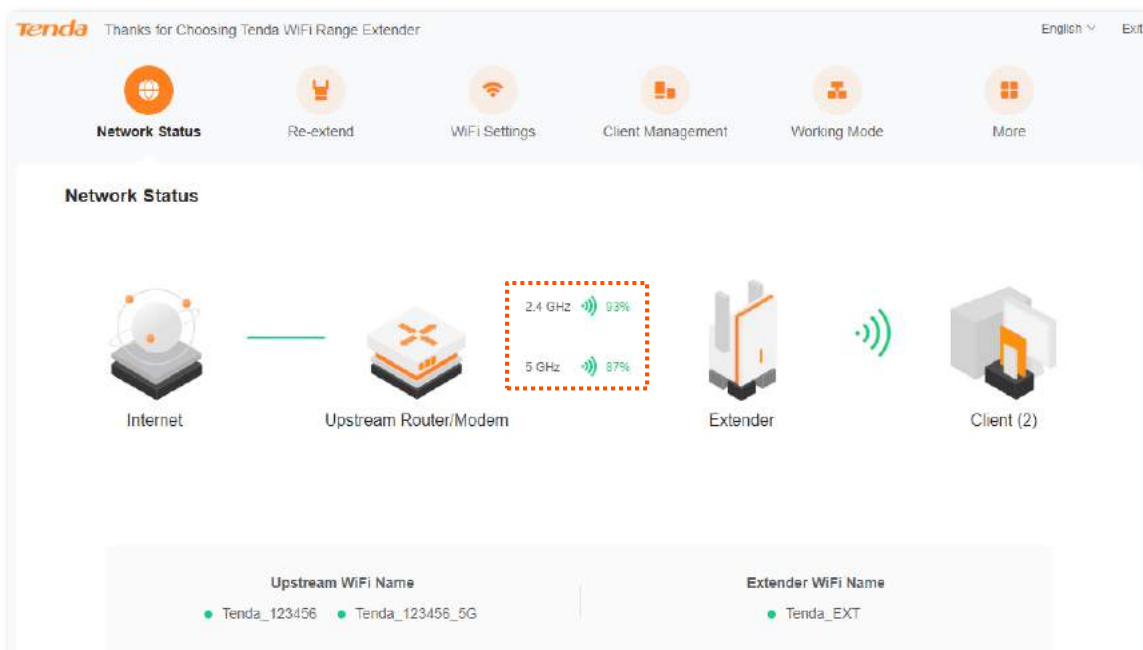 Tenda Thanks for Choosing Tenda WiFi Range Extender English Exit
Network Status Re-extend WiFi Settings Client Management Working Mode More
Network Status
2.4 GHz 93%
5 GHz 87%
Internet Upstream Router/Modem Extender Client (2)
Upstream WiFi Name Extender WiFi Name
Tenda_123456 Tenda_123456_5G Tenda_EXT